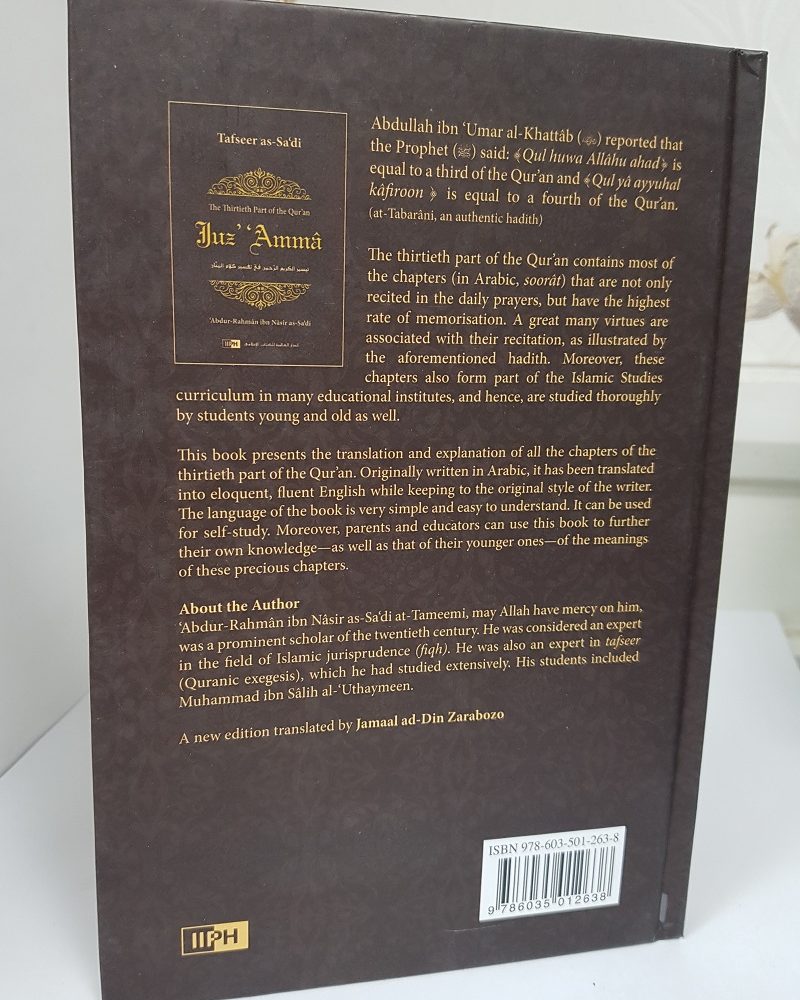 Tafseer as-Sa‘di
The Thirtieth Part of the Qur’an
Juz’ ‘Ammâ
تيسير الكريم الرحمن في تفسير كلام المنان
‘Abdur-Rahmân ibn Nâsir as-Sa‘di
IIPH
Abdullah ibn ‘Umar al-Khattâb (ﷺ) reported that
the Prophet (ﷺ) said: ﴾Qul huwa Allâhu ahad﴿ is
equal to a third of the Qur’an and ﴾Qul yâ ayyuhal
kâfiroon ﴿ is equal to a fourth of the Qur’an.
(at-Tabarâni, an authentic hadith)
The thirtieth part of the Qur’an contains most of
the chapters (in Arabic, soorât) that are not only
recited in the daily prayers, but have the highest
rate of memorisation. A great many virtues are
associated with their recitation, as illustrated by
the aforementioned hadith. Moreover, these
chapters also form part of the Islamic Studies
curriculum in many educational institutes, and hence, are studied thoroughly
by students young and old as well.
This book presents the translation and explanation of all the chapters of the
thirtieth part of the Qur’an. Originally written in Arabic, it has been translated
into eloquent, fluent English while keeping to the original style of the writer.
The language of the book is very simple and easy to understand. It can be used
for self-study. Moreover, parents and educators can use this book to further
their own knowledge—as well as that of their younger ones—of the meanings
of these precious chapters.
About the Author
‘Abdur-Rahmân ibn Nâsir as-Sa‘di at-Tameemi, may Allah have mercy on him,
was a prominent scholar of the twentieth century. He was considered an expert
in the field of Islamic jurisprudence (fiqh). He was also an expert in tafseer
(Quranic exegesis), which he had studied extensively. His students included
Muhammad ibn Sâlih al-‘Uthaymeen.
A new edition translated by Jamaal ad-Din Zarabozo
ISBN 978-603-501-263-8
9 786035 012638
IIPH